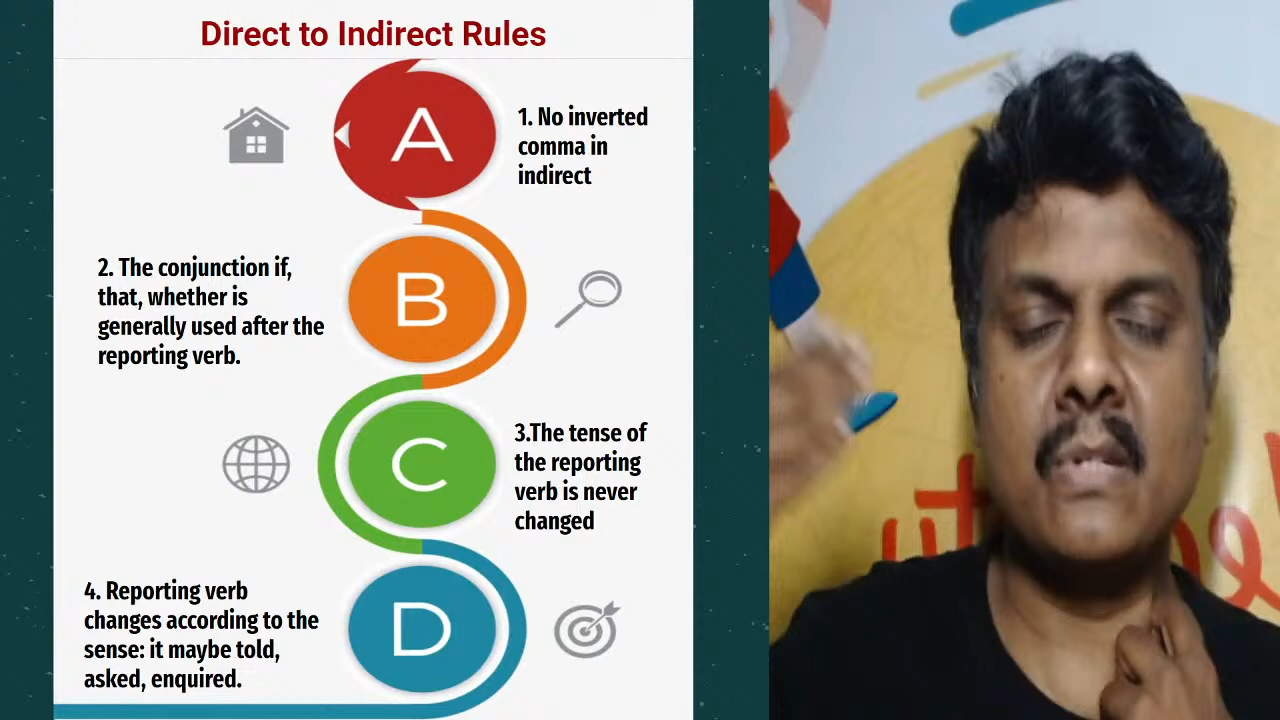 Direct to Indirect Rules
A
1. No inverted
comma in
indirect
2. The conjunction if,
that, whether is
generally used after the
reporting verb.
B
C
3.The tense of
the reporting
verb is never
changed
4. Reporting verb
changes according to the
sense: it maybe told,
asked, enquired.
D